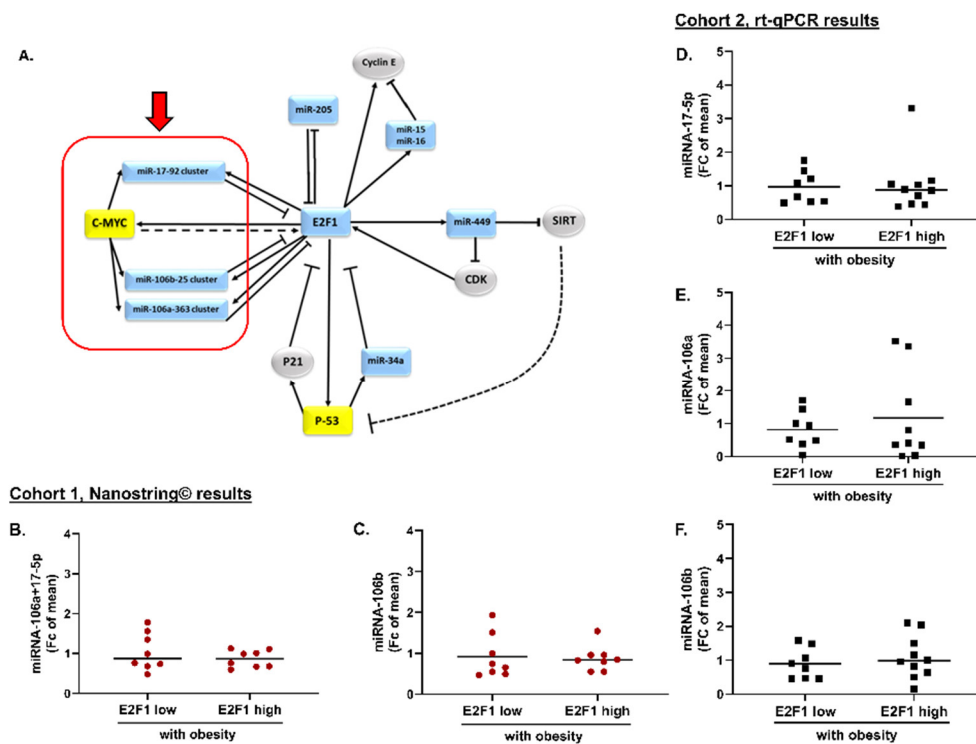 A.
Cyclin E
miR-205
miR-15
miR-16
miR-17-92 cluster
C-MYC
E2F1
miR-449
SIRT
miR-106b-25 cluster
CDK
miR-106a-363 cluster
P21
miR-34a
P-53
Cohort 1, Nanostring© results
B.
miRNA-106a+17-5p
(Fc of mean)
4
3
2
1
0
E2F1 low
E2F1 high
with obesity
C.
miRNA-106b
(Fc of mean)
4
3
2
1
0
E2F1 low
E2F1 high
with obesity
Cohort 2, rt-qPCR results
D.
miRNA-17-5p
(FC of mean)
5
4
3
2
1
0
E2F1 low
E2F1 high
with obesity
E.
miRNA-106a
(FC of mean)
5
4
3
2
1
0
E2F1 low
E2F1 high
with obesity
F.
miRNA-106b
(FC of mean)
5
4
3
2
1
0
E2F1 low
E2F1 high
with obesity